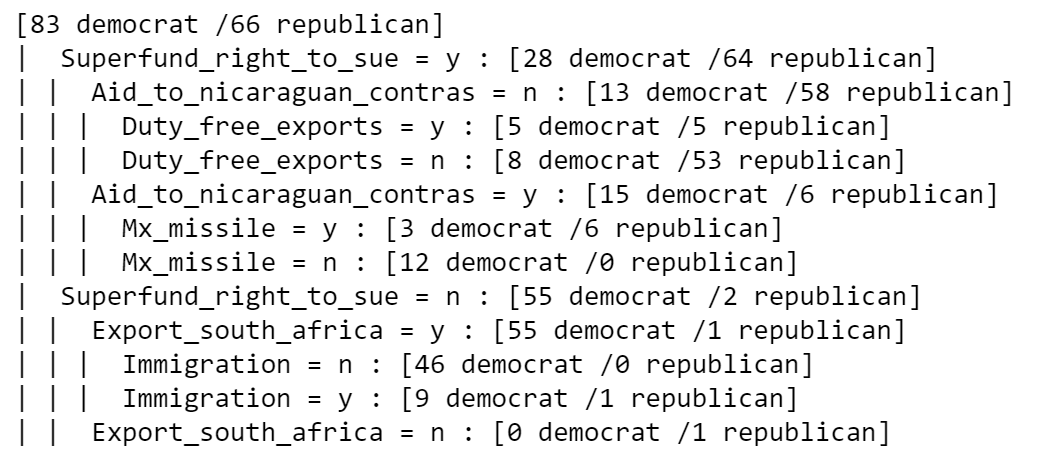 [83 democrat /66 republican]
|  Superfund_right_to_sue = y : [28 democrat /64 republican]
| |  Aid_to_nicaraguan_contras = n : [13 democrat /58 republican]
| | |  Duty_free_exports = y : [5 democrat /5 republican]
| | |  Duty_free_exports = n : [8 democrat /53 republican]
| |  Aid_to_nicaraguan_contras = y : [15 democrat /6 republican]
| | |  Mx_missile = y : [3 democrat /6 republican]
| | |  Mx_missile = n : [12 democrat /0 republican]
|  Superfund_right_to_sue = n : [55 democrat /2 republican]
| |  Export_south_africa = y : [55 democrat /1 republican]
| | |  Immigration = n : [46 democrat /0 republican]
| | |  Immigration = y : [9 democrat /1 republican]
| |  Export_south_africa = n : [0 democrat /1 republican]